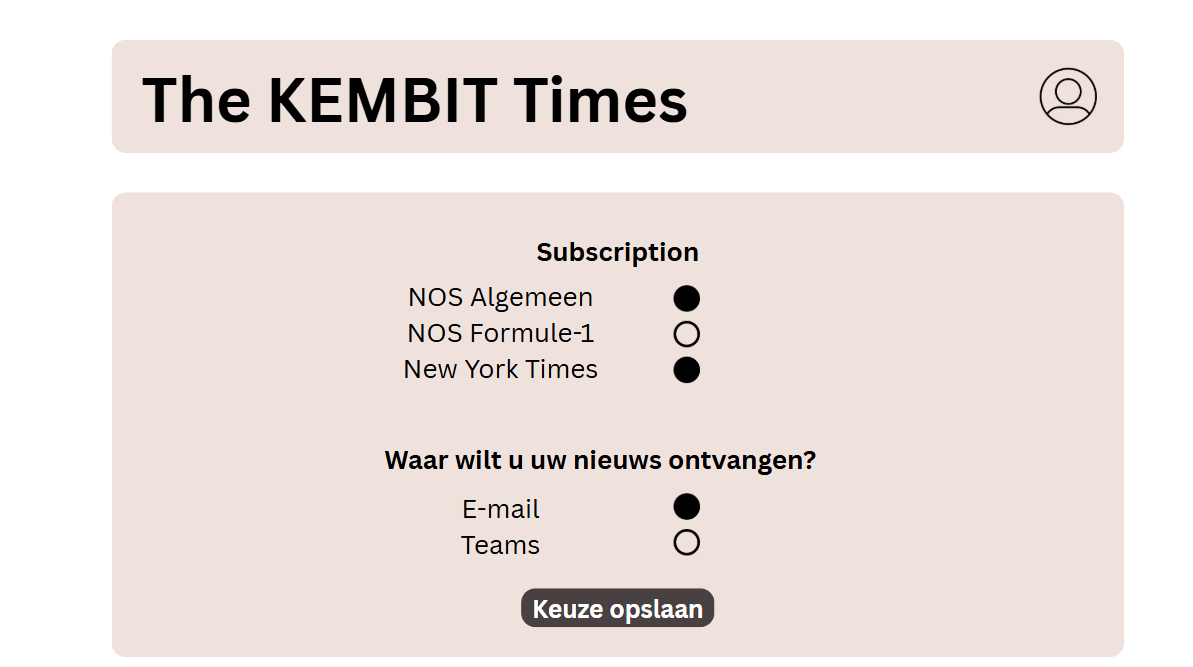 The KEMBIT Times
Subscription
NOS Algemeen
NOS Formule-1
New York Times
Waar wilt u uw nieuws ontvangen?
E-mail
Teams
Keuze opslaan